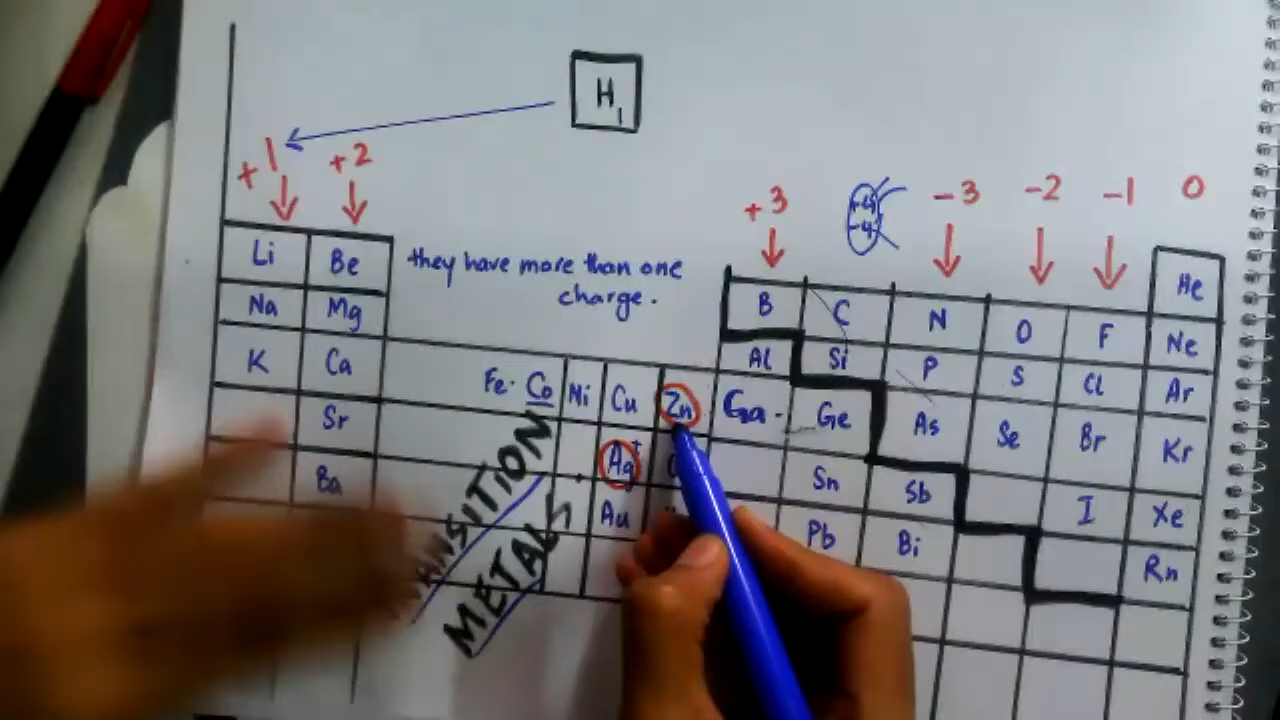 H₁
+1 +2
+3 +4 -4 -3 -2 -1 0
Li Be they have more than one He
charge.
Na Mg B C N O F Ne
K Ca Al Si P S Cl Ar
Fe. Co Ni Cu Zn Ga- Ge As Se Br Kr
Sr Ag+ Sn Sb I Xe
Ba Au Pb Bi Rn
METALS